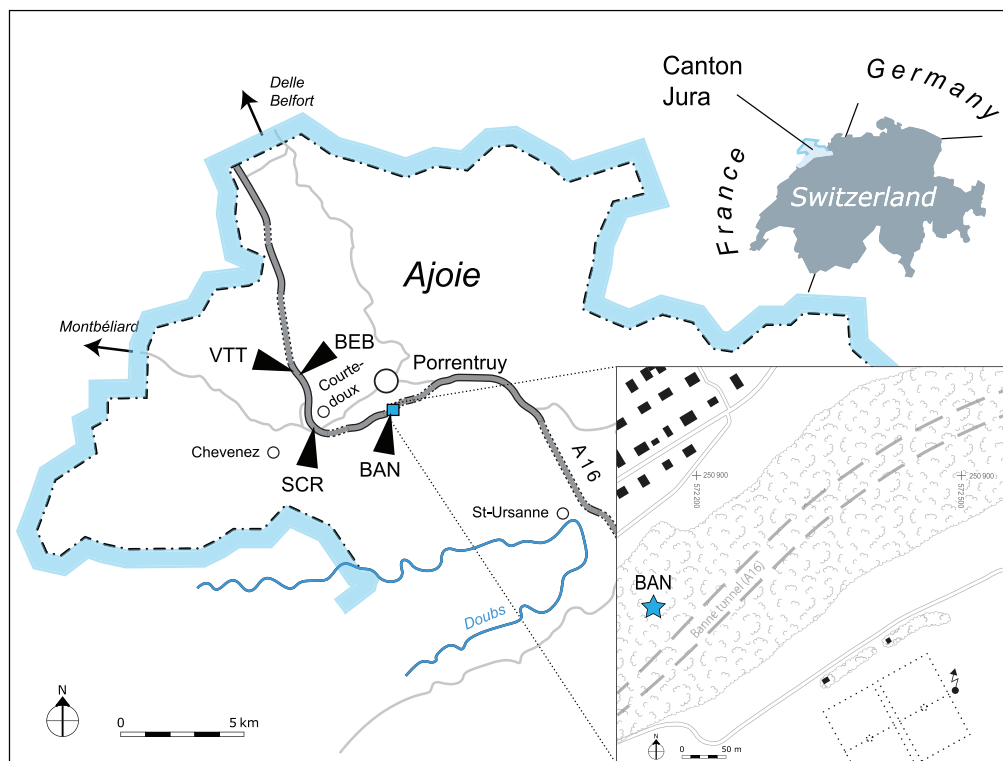 Delle
Belfort
Canton
Jura
Germany
France
Switzerland
Ajoie
Montbéliard
VTT
BEB
Courte-
doux
Porrentruy
Chevenez
SCR
BAN
A16
St-Ursanne
Doubs
N
0 5 km
250 900
572 200
250 900
572 500
BAN
Banne tunnel (A16)
N
0 50 m